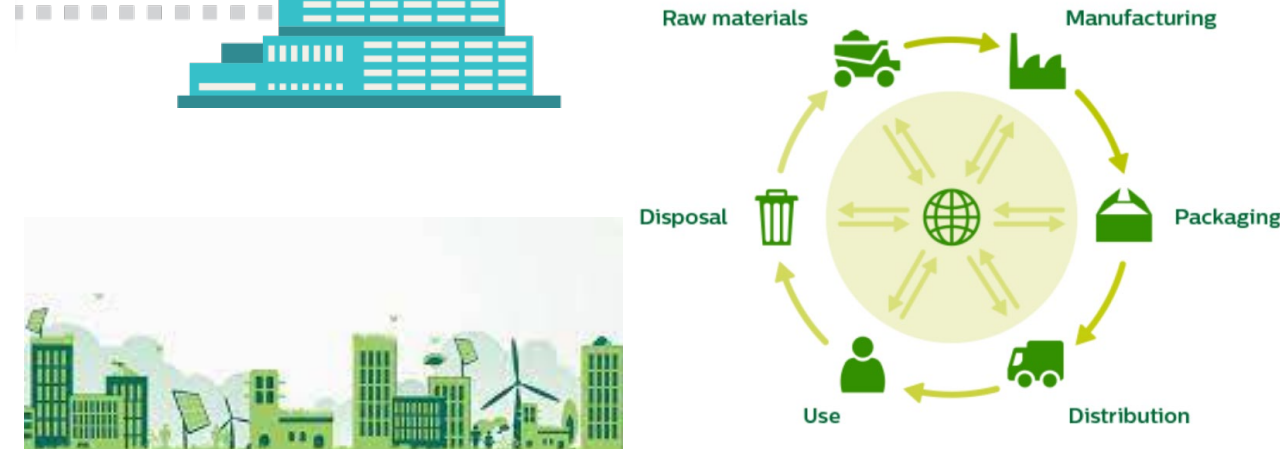 Raw materials
Manufacturing
Disposal
Packaging
Use
Distribution